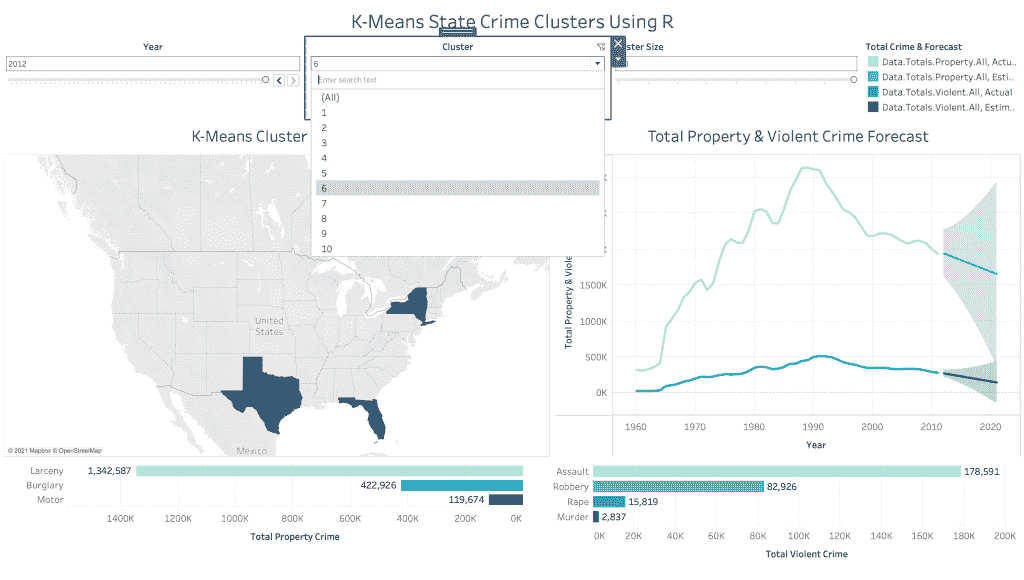 K-Means State Crime Clusters Using R
Year
2012
Cluster
6
Enter search text
(All)
1
2
3
4
5
6
7
8
9
10
ster Size
Total Crime & Forecast
Data.Totals.Property.All, Actu..
Data.Totals.Property.All, Esti..
Data.Totals.Violent.All, Actual
Data.Totals.Violent.All, Estim..
K-Means Cluster
United
States
Mexico
© 2021 Mapbox © OpenStreetMap
Total Property & Violent Crime Forecast
Total Property & Viole
K
K
K
1500K
1000K
500K
0K
1960 1970 1980 1990 2000 2010 2020
Year
Larceny 1,342,587
Burglary 422,926
Motor 119,674
1400K 1200K 1000K 800K 600K 400K 200K 0K
Total Property Crime
Assault 178,591
Robbery 82,926
Rape 15,819
Murder 2,837
0K 20K 40K 60K 80K 100K 120K 140K 160K 180K 200K
Total Violent Crime